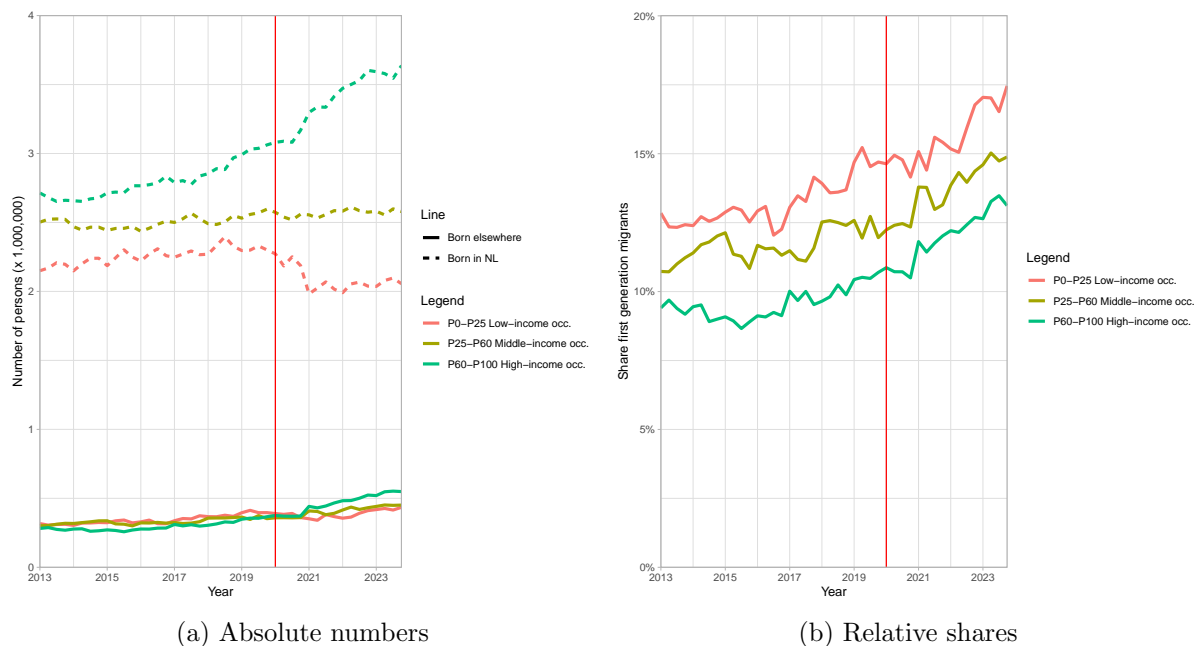 4
3
2
1
0
Number of persons (x 1,000,000)
2013 2015 2017 2019 2021 2023
Year
Line
Born elsewhere
Born in NL
Legend
P0−P25 Low−income occ.
P25−P60 Middle−income occ.
P60−P100 High−income occ.
(a) Absolute numbers
20%
15%
10%
5%
0%
Share first generation migrants
2013 2015 2017 2019 2021 2023
Year
Legend
P0−P25 Low−income occ.
P25−P60 Middle−income occ.
P60−P100 High−income occ.
(b) Relative shares